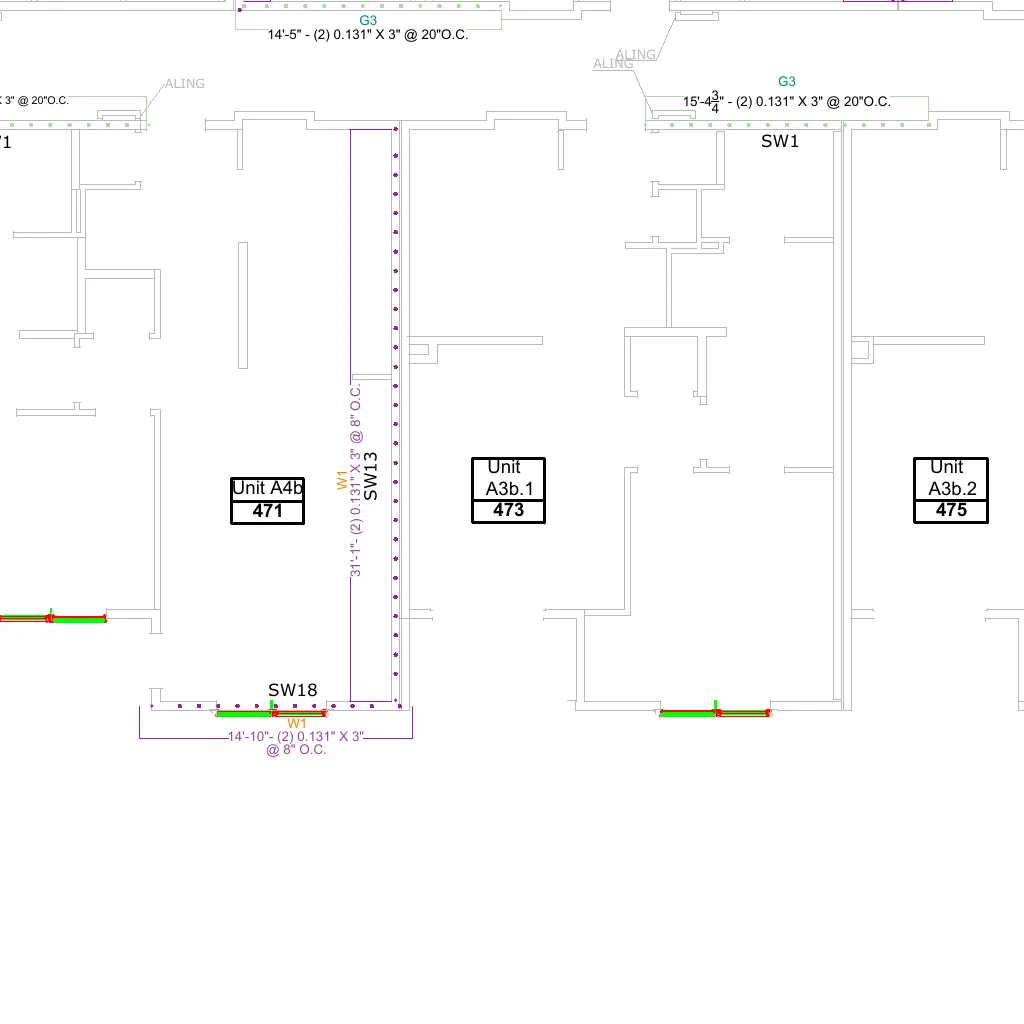 G3
14'-5" - (2) 0.131" X 3" @ 20"O.C.
ALING
ALING
ALING
G3
X 3" @ 20"O.C.
15'-4 3/4" - (2) 0.131" X 3" @ 20"O.C.
SW1
31'-1"- (2) 0.131" X 3" @ 8" O.C.
W1
SW13
Unit A4b
471
Unit
A3b.1
473
Unit
A3b.2
475
SW18
W1
14'-10"- (2) 0.131" X 3"
@ 8" O.C.